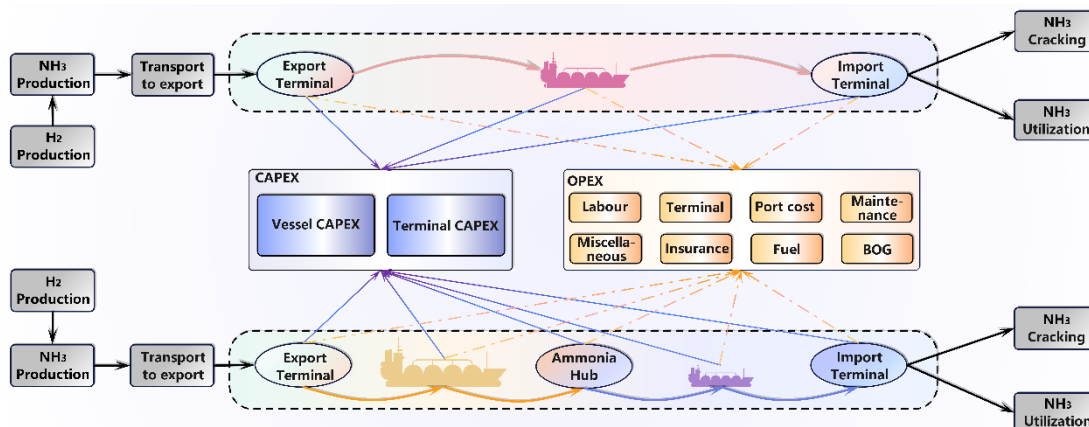 NH3
Production
Transport
to export
Export
Terminal
Import
Terminal
NH3
Cracking
H2
Production
NH3
Utilization
CAPEX
Vessel CAPEX
Terminal CAPEX
OPEX
Labour
Terminal
Port cost
Mainte-
nance
Miscella-
neous
Insurance
Fuel
BOG
H2
Production
NH3
Production
Transport
to export
Export
Terminal
Ammonia
Hub
Import
Terminal
NH3
Cracking
NH3
Utilization